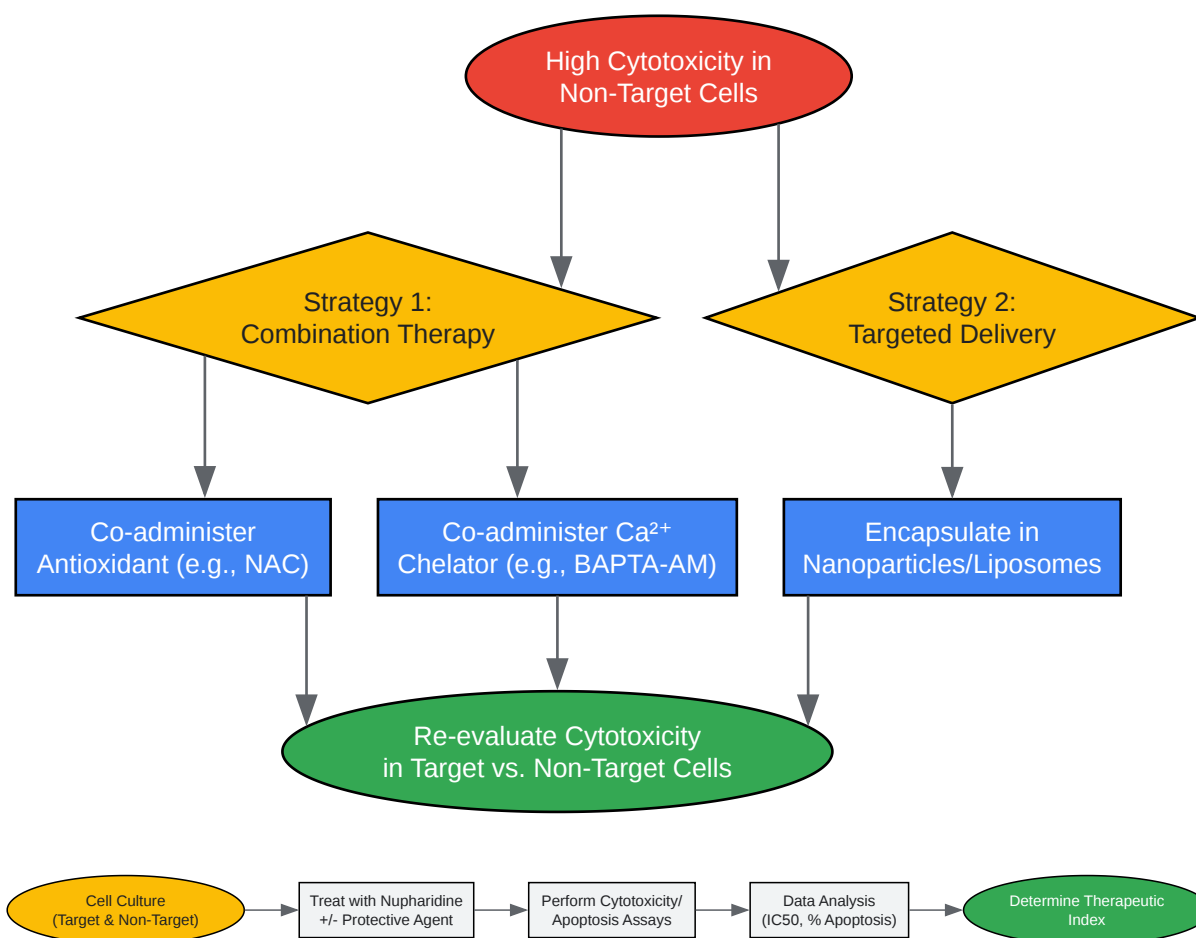 High Cytotoxicity in
Non-Target Cells
Strategy 1:
Combination Therapy
Strategy 2:
Targeted Delivery
Co-administer
Antioxidant (e.g., NAC)
Co-administer Ca²⁺
Chelator (e.g., BAPTA-AM)
Encapsulate in
Nanoparticles/Liposomes
Re-evaluate Cytotoxicity
in Target vs. Non-Target Cells
Cell Culture
(Target & Non-Target)
Treat with Nupharidine
+/- Protective Agent
Perform Cytotoxicity/
Apoptosis Assays
Data Analysis
(IC50, % Apoptosis)
Determine Therapeutic
Index